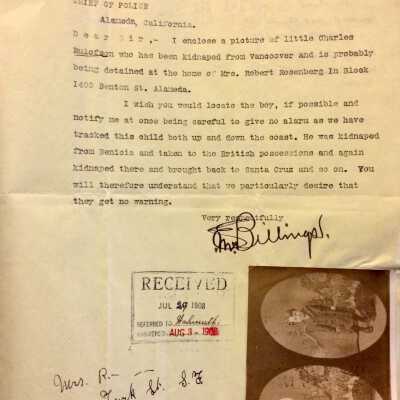 CHIEF OF POLICE
Alameda, California.
Dear Sir,- I enclose a picture of little Charles
Mulofson who has been kidnaped from Vancouver and is probably
being detained at the home of Mrs. Robert Rosenberg in Block
1400 Benton St. Alameda.
I wish you would locate the boy, if possible and
notify me at once being careful to give no alarm as we have
tracked this child both up and down the coast. He was kidnaped
from Benicia and taken to the British possessions and again
kidnaped there and brought back to Santa Cruz and so on. You
will therefore understand that we particularly desire that
they get no warning.
Very respectfully
Billings
RECEIVED
JUL 29 1908
REFERRED TO
AUG 3 - 1908
Mrs. R.-
Turk St. S.F